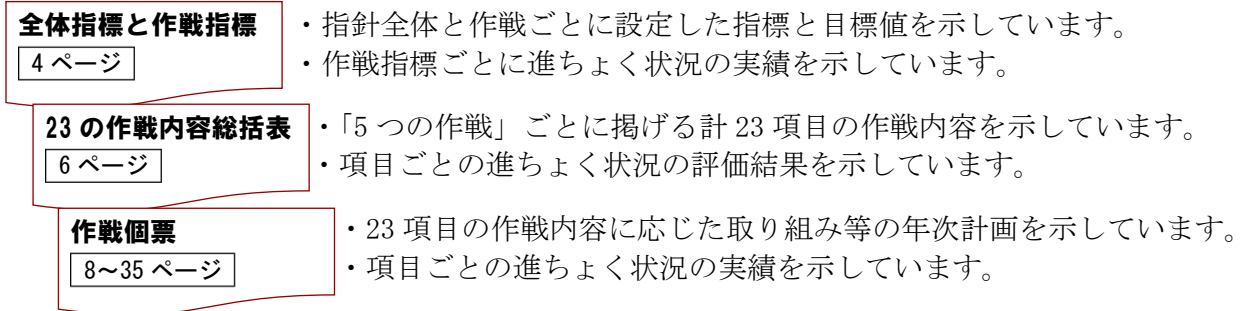 全体指標と作戦指標
4 ページ
・指針全体と作戦ごとに設定した指標と目標値を示しています。
・作戦指標ごとに進ちょく状況の実績を示しています。
23 の作戦内容総括表
6 ページ
・「5 つの作戦」ごとに掲げる計 23 項目の作戦内容を示しています。
・項目ごとの進ちょく状況の評価結果を示しています。
作戦個票
8~35 ページ
・23 項目の作戦内容に応じた取り組み等の年次計画を示しています。
・項目ごとの進ちょく状況の実績を示しています。